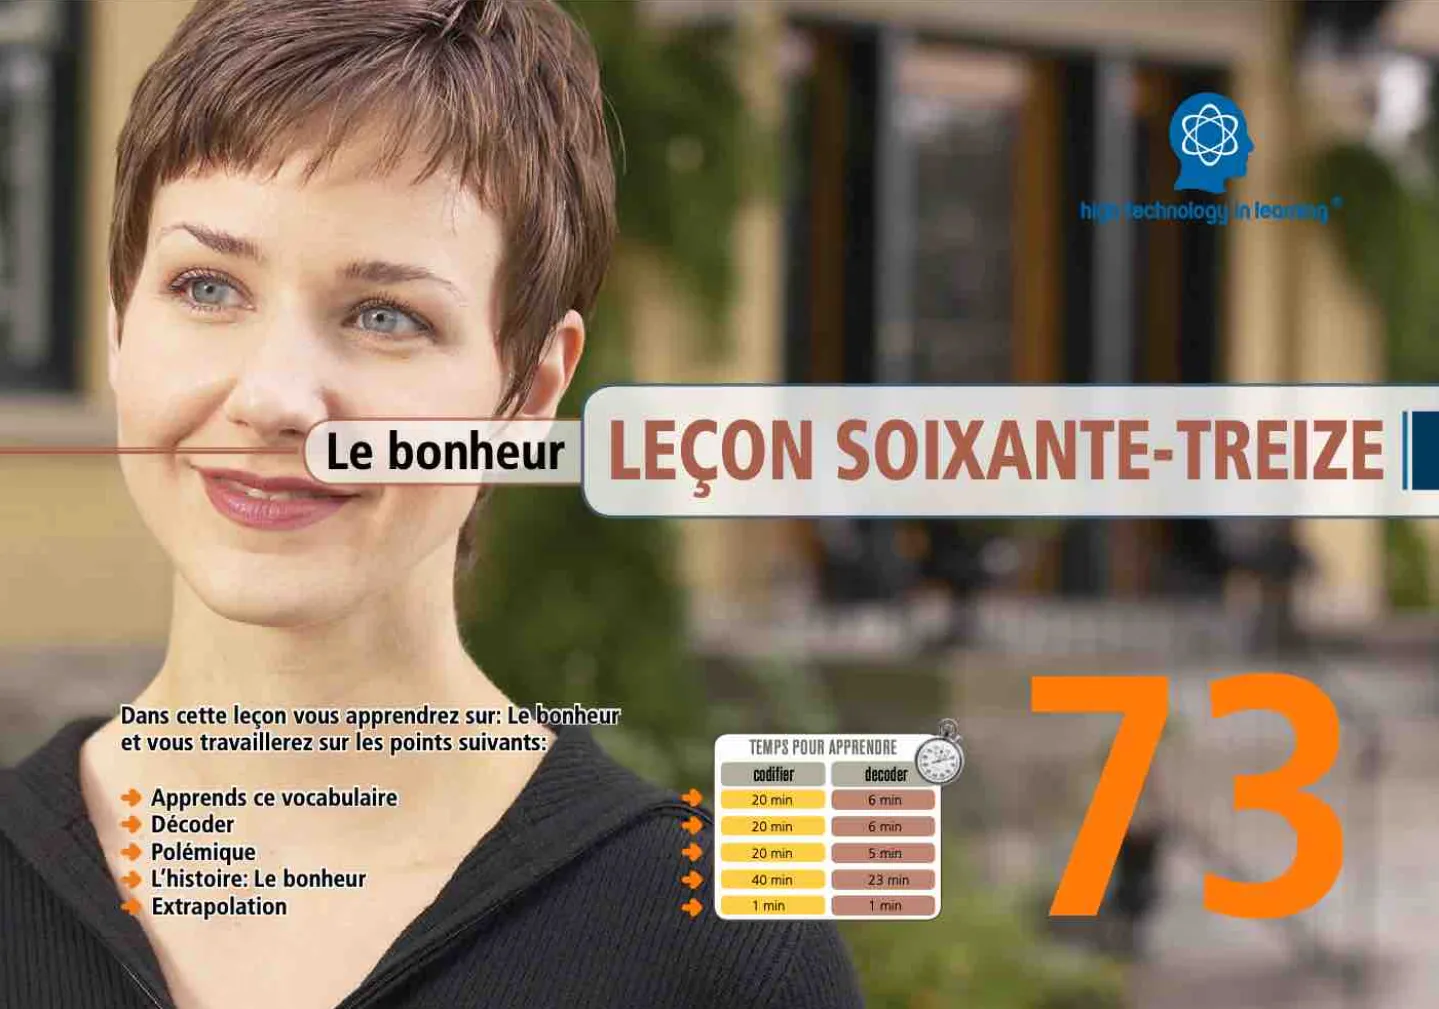 high technology in learning®
Le bonheur
LEÇON SOIXANTE-TREIZE
Dans cette leçon vous apprendrez sur: Le bonheur
et vous travaillerez sur les points suivants:
Apprends ce vocabulaire
Décoder
Polémique
L'histoire: Le bonheur
Extrapolation
TEMPS POUR APPRENDRE
codifier decoder
20 min 6 min
20 min 6 min
20 min 5 min
40 min 23 min
1 min 1 min
73